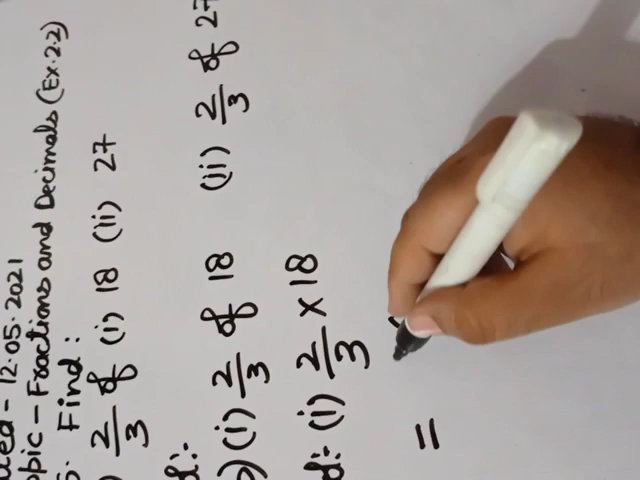 12.05.2021
- Fractions and Decimals (Ex.2.2)
Find :
2/3 of (i) 18 (ii) 27
(i) 2/3 of 18 (ii) 2/3 of 27
(i) 2/3 × 18
=